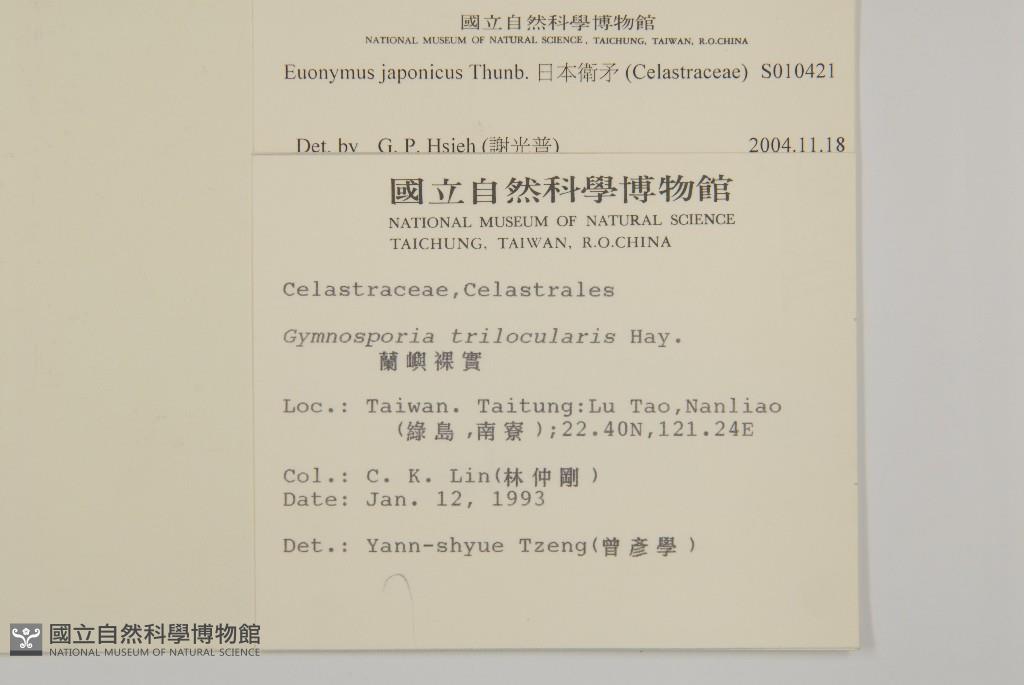 國立自然科學博物館
NATIONAL MUSEUM OF NATURAL SCIENCE, TAICHUNG, TAIWAN, R.O.CHINA
Euonymus japonicus Thunb. 日本衛矛 (Celastraceae) S010421
Det. by G. P. Hsieh (謝光普) 2004.11.18
國立自然科學博物館
NATIONAL MUSEUM OF NATURAL SCIENCE
TAICHUNG, TAIWAN, R.O.CHINA
Celastraceae,Celastrales
Gymnosporia trilocularis Hay.
蘭嶼裸實
Loc.: Taiwan. Taitung:Lu Tao,Nanliao
(綠島,南寮);22.40N,121.24E
Col.: C. K. Lin(林仲剛)
Date: Jan. 12, 1993
Det.: Yann-shyue Tzeng(曾彥學)
國立自然科學博物館
NATIONAL MUSEUM OF NATURAL SCIENCE